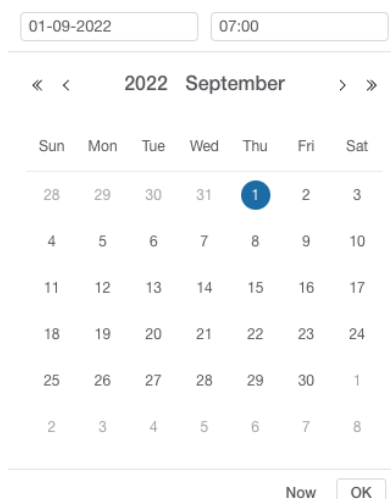 01-09-2022 07:00
« < 2022 September > »
Sun Mon Tue Wed Thu Fri Sat
28 29 30 31 1 2 3
4 5 6 7 8 9 10
11 12 13 14 15 16 17
18 19 20 21 22 23 24
25 26 27 28 29 30 1
2 3 4 5 6 7 8
Now OK